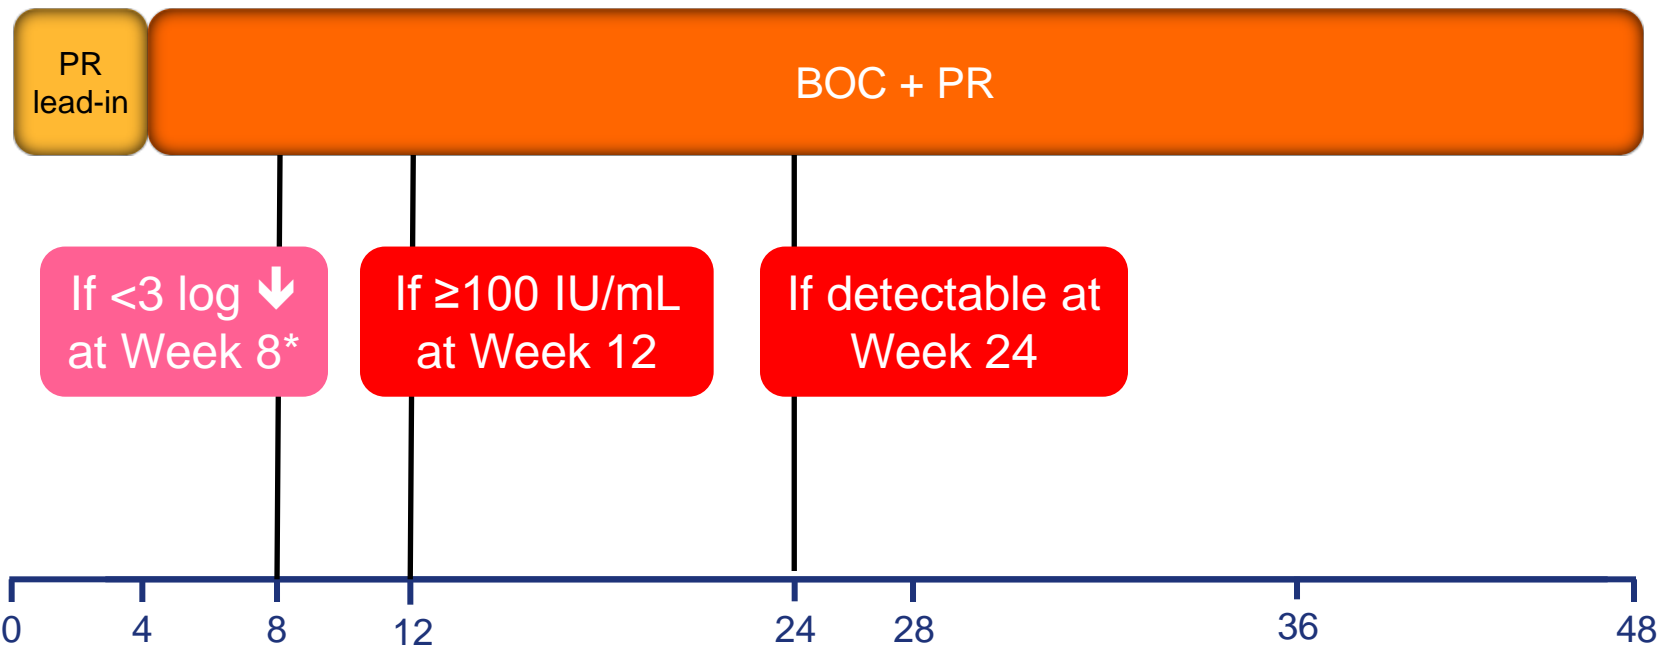 PR
lead-in
BOC + PR
If <3 log 🡻
at Week 8*
If ≥100 IU/mL
at Week 12
If detectable at
Week 24
0
4
8
12
24
28
36
48